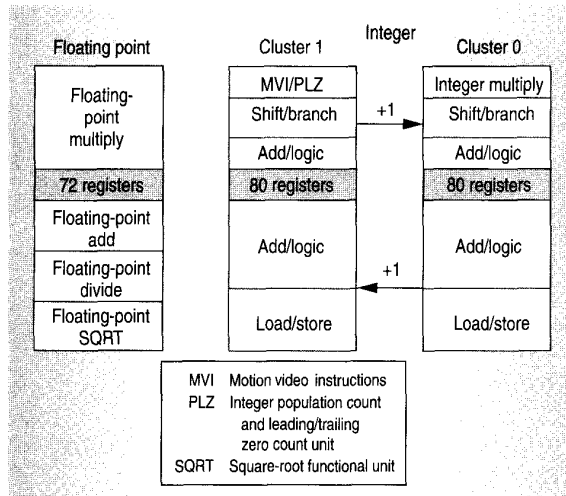 Integer
Floating point
Cluster 1
Cluster 0
Floating-
point
multiply
72 registers
Floating-point
add
Floating-point
divide
Floating-point
SQRT
MVI/PLZ
Shift/branch
Add/logic
80 registers
Add/logic
Load/store
+1
+1
Integer multiply
Shift/branch
Add/logic
80 registers
Add/logic
Load/store
MVI Motion video instructions
PLZ Integer population count
and leading/trailing
zero count unit
SQRT Square-root functional unit